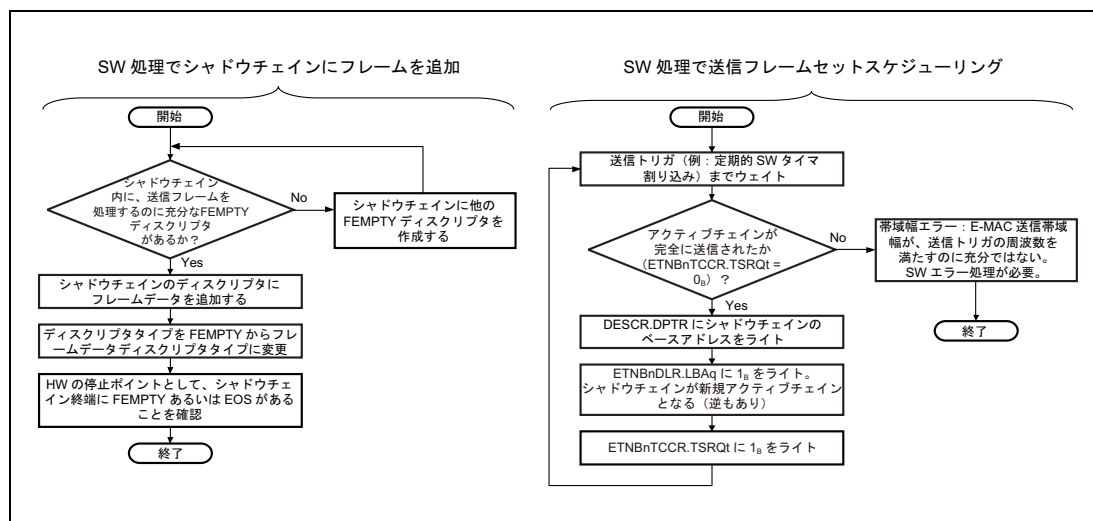 SW 処理でシャドウチェインにフレームを追加
開始
シャドウチェイン
内に、送信フレームを
処理するのに充分なFEMPTY
ディスクリプタ
があるか？
No
シャドウチェインに他の
FEMPTY ディスクリプタを
作成する
Yes
シャドウチェインのディスクリプタに
フレームデータを追加する
ディスクリプタタイプを FEMPTY からフレ
ームデータディスクリプタタイプに変更
HW の停止ポイントとして、シャドウチェ
イン終端に FEMPTY あるいは EOS がある
ことを確認
終了
SW 処理で送信フレームセットスケジューリング
開始
送信トリガ（例：定期的 SW タイマ
割り込み）までウェイト
アクティブチェインが
完全に送信されたか
（ETNBnTCCR.TSRQt =
0B）？
No
帯域幅エラー：E-MAC 送信帯域
幅が、送信トリガの周波数を
満たすのに充分ではない。
SW エラー処理が必要。
終了
Yes
DESCR.DPTR にシャドウチェインの
ベースアドレスをライト
ETNBnDLR.LBAq に 1B をライト。
シャドウチェインが新規アクティブチェイン
となる（逆もあり）
ETNBnTCCR.TSRQt に 1B をライト